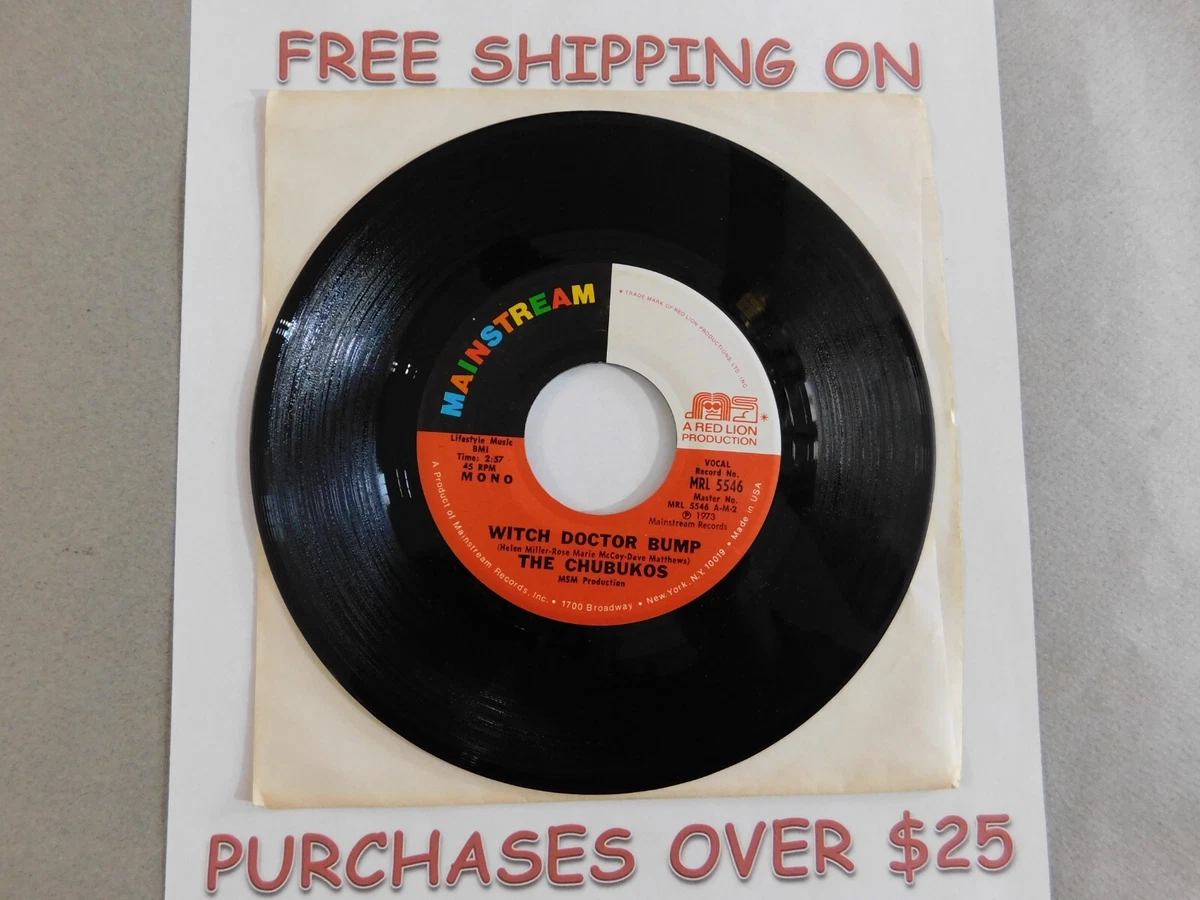 FREE SHIPPING ON
MAINSTREAM
* TRADE MARK OF RED LION PRODUCTIONS, LTD., INC.
A RED LION
PRODUCTION
*
Lifestyle Music
BMI
Time: 2:57
45 RPM
MONO
VOCAL
Record No.
MRL 5546
Master No.
MRL 5546 A-M-2
Ⓟ 1973
Mainstream Records
WITCH DOCTOR BUMP
(Helen Miller-Rose Marie McCoy-Dave Matthews)
THE CHUBUKOS
MSM Production
A Product of Mainstream Records, Inc. • 1700 Broadway • New York, N.Y. 10019 • Made in USA
PURCHASES OVER $25